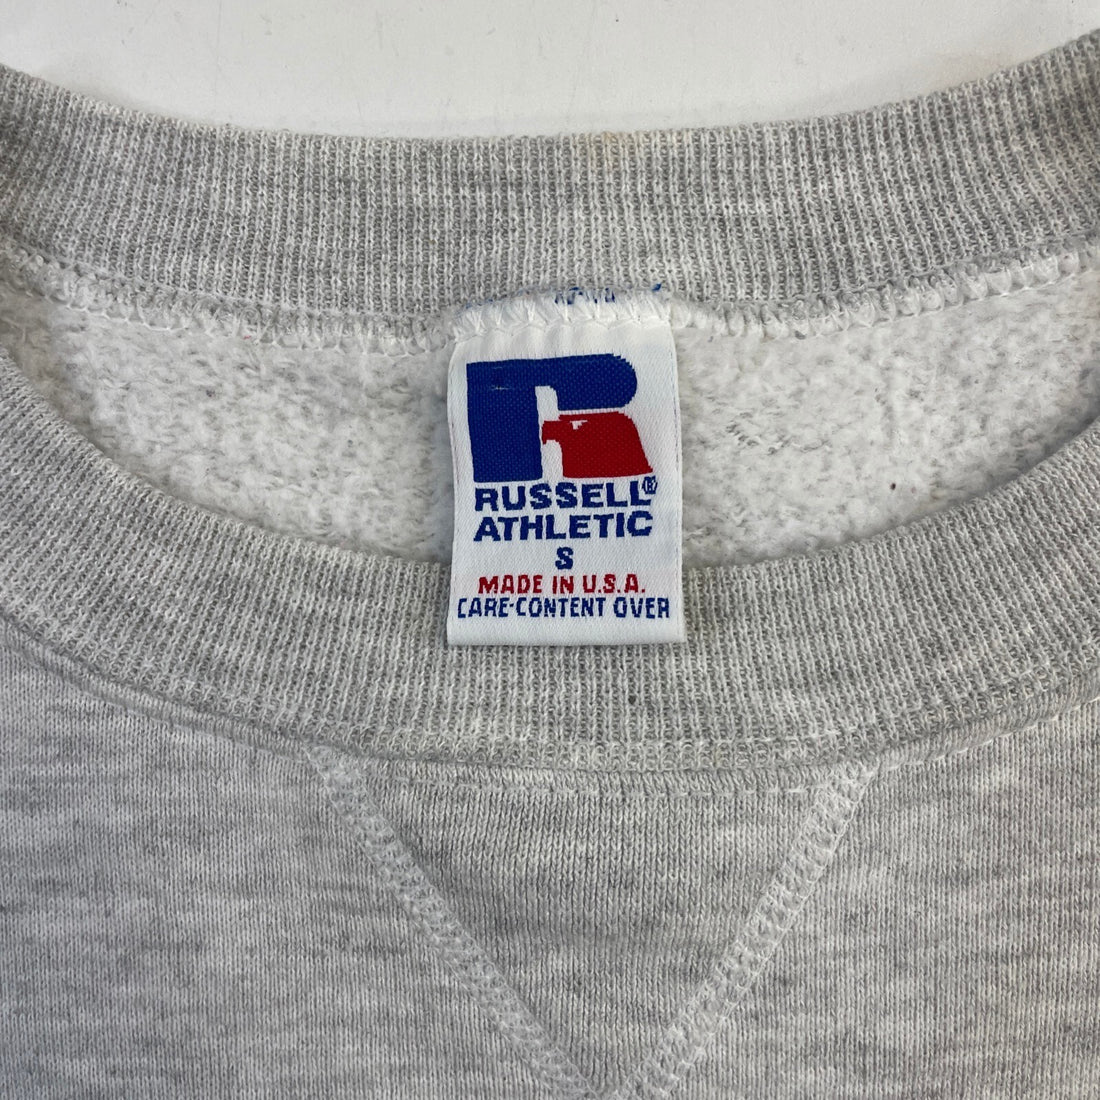 RUSSELL®
ATHLETIC
S
MADE IN U.S.A.
CARE-CONTENT OVER